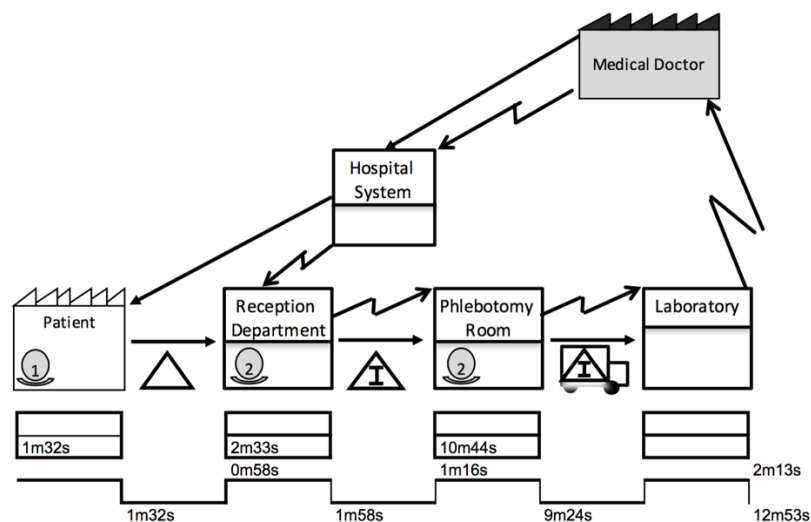 Medical Doctor
Hospital
System
Patient
1
Reception
Department
2
I
Phlebotomy
Room
2
I
Laboratory
1m32s
2m33s
10m44s
0m58s
1m16s
2m13s
1m32s
1m58s
9m24s
12m53s